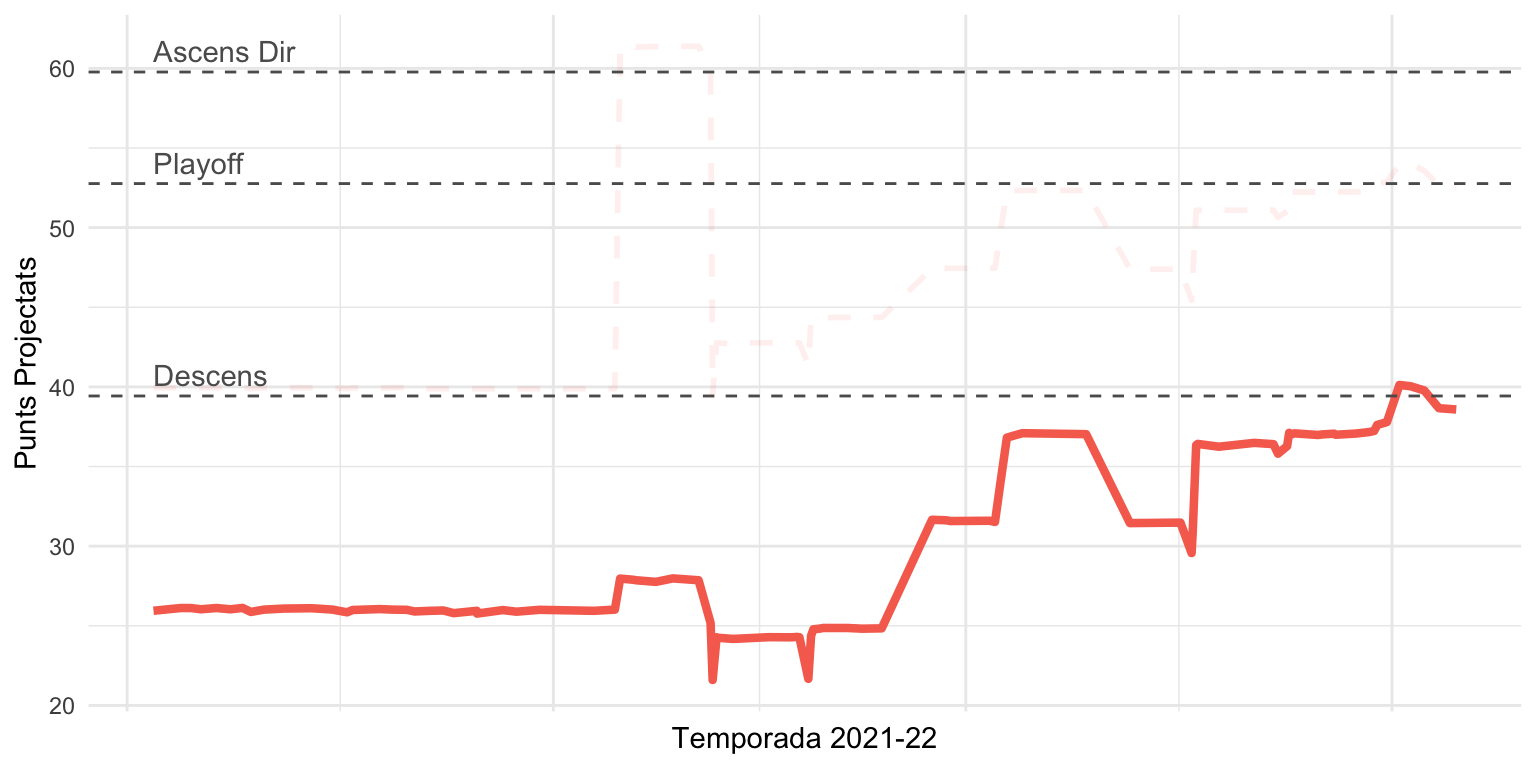 Ascens Dir
60
Playoff
50
Descens
40
30
20
Punts Projectats
Temporada 2021-22